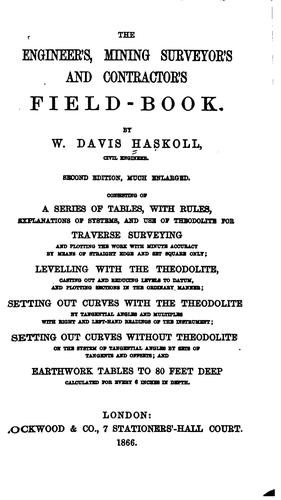 THE
ENGINEER'S, MINING SURVEYOR'S
AND CONTRACTOR'S
FIELD-BOOK.
BY
W. DAVIS HASKOLL,
CIVIL ENGINEER.
SECOND EDITION, MUCH ENLARGED.
CONSISTING OF
A SERIES OF TABLES, WITH RULES,
EXPLANATIONS OF SYSTEMS, AND USE OF THEODOLITE FOR
TRAVERSE SURVEYING
AND PLOTTING THE WORK WITH MINUTE ACCURACY
BY MEANS OF STRAIGHT EDGE AND SET SQUARE ONLY;
LEVELLING WITH THE THEODOLITE,
CASTING OUT AND REDUCING LEVELS TO DATUM,
AND PLOTTING SECTIONS IN THE ORDINARY MANNER;
SETTING OUT CURVES WITH THE THEODOLITE
BY TANGENTIAL ANGLES AND MULTIPLES
WITH RIGHT AND LEFT-HAND READINGS OF THE INSTRUMENT;
SETTING OUT CURVES WITHOUT THEODOLITE
ON THE SYSTEM OF TANGENTIAL ANGLES BY SETS OF
TANGENTS AND OFFSETS; AND
EARTHWORK TABLES TO 80 FEET DEEP
CALCULATED FOR EVERY 6 INCHES IN DEPTH.
LONDON:
OCKWOOD & CO., 7 STATIONERS'-HALL COURT.
1866.